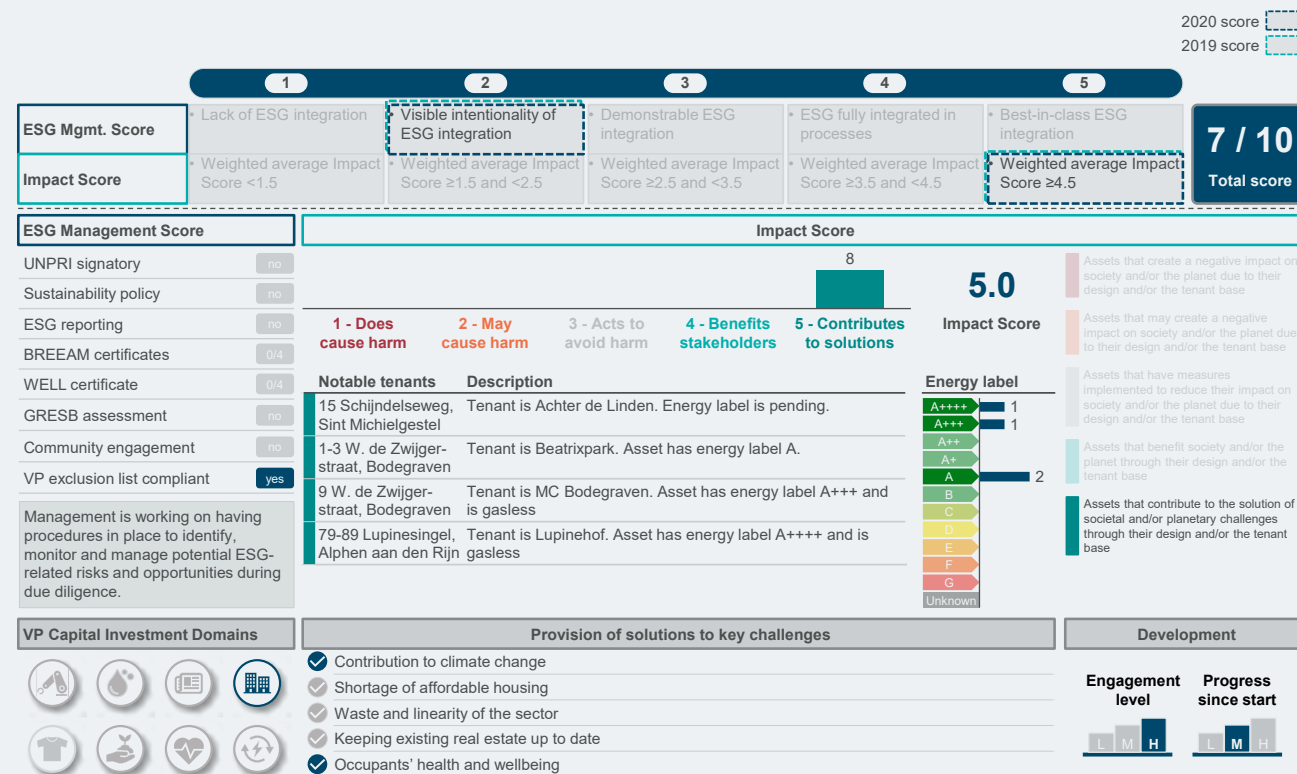 2020 score
2019 score
1 2 3 4 5
ESG Mgmt. Score
• Lack of ESG integration
• Visible intentionality of
ESG integration
• Demonstrable ESG
integration
• ESG fully integrated in
processes
• Best-in-class ESG
integration
Impact Score
• Weighted average Impact
Score <1.5
• Weighted average Impact
Score ≥1.5 and <2.5
• Weighted average Impact
Score ≥2.5 and <3.5
• Weighted average Impact
Score ≥3.5 and <4.5
• Weighted average Impact
Score ≥4.5
7 / 10
Total score
ESG Management Score
UNPRI signatory no
Sustainability policy no
ESG reporting no
BREEAM certificates 0/4
WELL certificate 0/4
GRESB assessment no
Community engagement no
VP exclusion list compliant yes
Management is working on having
procedures in place to identify,
monitor and manage potential ESG-
related risks and opportunities during
due diligence.
Impact Score
8
1 - Does
cause harm
2 - May
cause harm
3 - Acts to
avoid harm
4 - Benefits
stakeholders
5 - Contributes
to solutions
5.0
Impact Score
Notable tenants Description
15 Schijndelseweg,
Sint Michielgestel
Tenant is Achter de Linden. Energy label is pending.
1-3 W. de Zwijger-
straat, Bodegraven
Tenant is Beatrixpark. Asset has energy label A.
9 W. de Zwijger-
straat, Bodegraven
Tenant is MC Bodegraven. Asset has energy label A+++ and
is gasless
79-89 Lupinesingel,
Alphen aan den Rijn
Tenant is Lupinehof. Asset has energy label A++++ and is
gasless
Energy label
A++++ 1
A+++ 1
A++
A+
A 2
B
C
D
E
F
G
Unknown
Assets that create a negative impact on
society and/or the planet due to their
design and/or the tenant base
Assets that may create a negative
impact on society and/or the planet due
to their design and/or the tenant base
Assets that have measures
implemented to reduce their impact on
society and/or the planet due to their
design and/or the tenant base
Assets that benefit society and/or the
planet through their design and/or the
tenant base
Assets that contribute to the solution of
societal and/or planetary challenges
through their design and/or the tenant
base
VP Capital Investment Domains
Provision of solutions to key challenges
Contribution to climate change
Shortage of affordable housing
Waste and linearity of the sector
Keeping existing real estate up to date
Occupants' health and wellbeing
Development
Engagement
level
L M H
Progress
since start
L M H